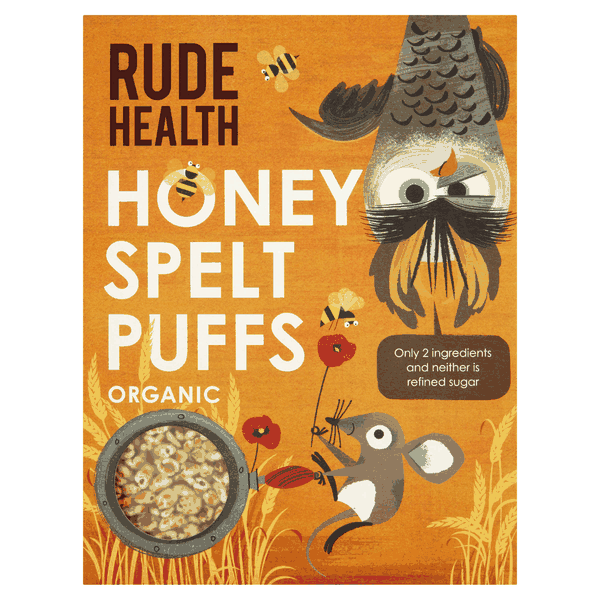 RUDE
HEALTH
HONEY
SPELT
PUFFS
ORGANIC
Only 2 ingredients
and neither is
refined sugar